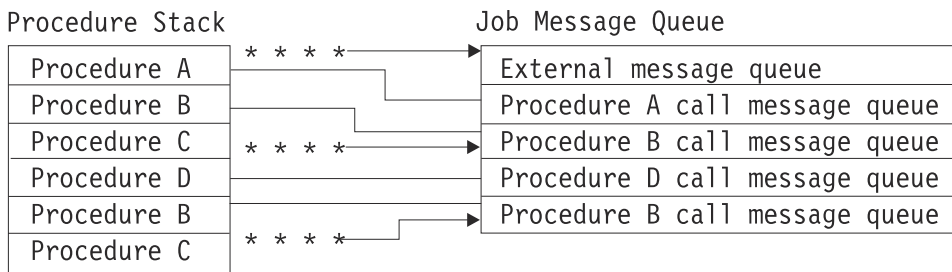 Procedure Stack
Job Message Queue
* * * *
Procedure A
External message queue
Procedure B
Procedure A call message queue
Procedure C
* * * *
Procedure B call message queue
Procedure D
Procedure D call message queue
Procedure B
Procedure B call message queue
* * * *
Procedure C